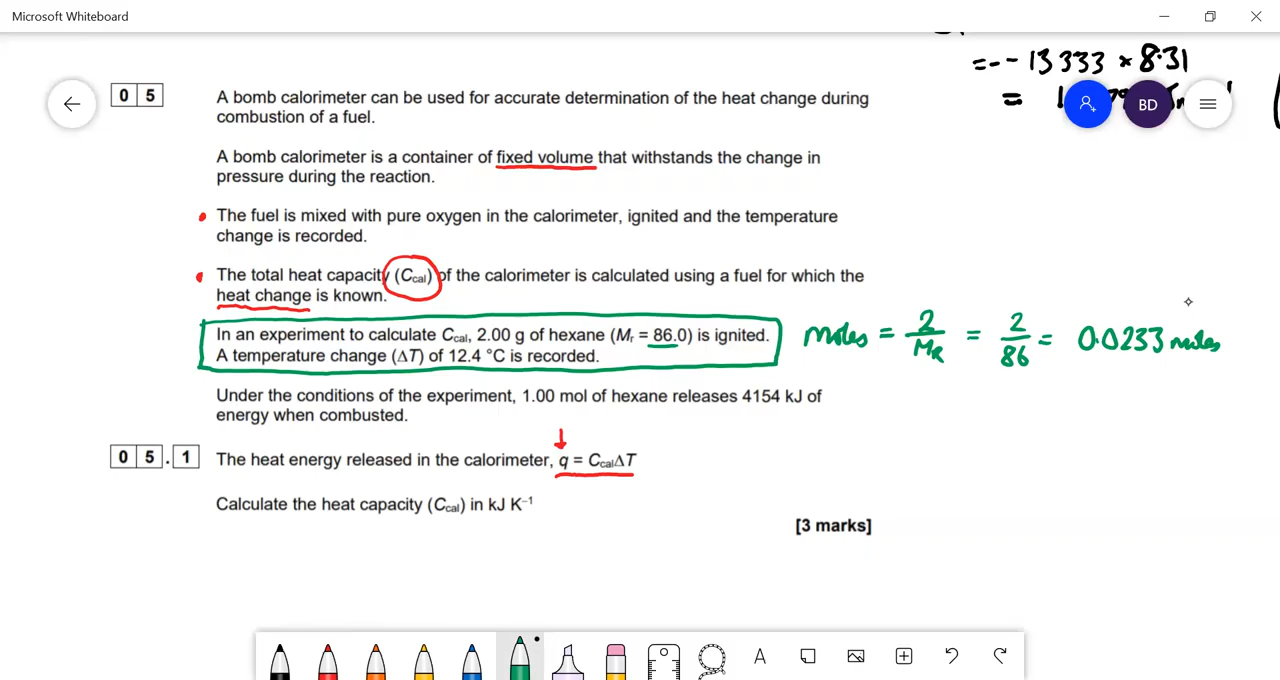 Microsoft Whiteboard
= - - 13333 × 8.31
=
BD
0 5
A bomb calorimeter can be used for accurate determination of the heat change during
combustion of a fuel.
A bomb calorimeter is a container of fixed volume that withstands the change in
pressure during the reaction.
The fuel is mixed with pure oxygen in the calorimeter, ignited and the temperature
change is recorded.
The total heat capacity (Ccal) of the calorimeter is calculated using a fuel for which the
heat change is known.
In an experiment to calculate Ccal, 2.00 g of hexane (Mr = 86.0) is ignited.
A temperature change (ΔT) of 12.4 °C is recorded.
moles = 2/MR = 2/86 = 0.0233 moles
Under the conditions of the experiment, 1.00 mol of hexane releases 4154 kJ of
energy when combusted.
0 5 . 1
The heat energy released in the calorimeter, q = CcalΔT
Calculate the heat capacity (Ccal) in kJ K⁻¹
[3 marks]
A